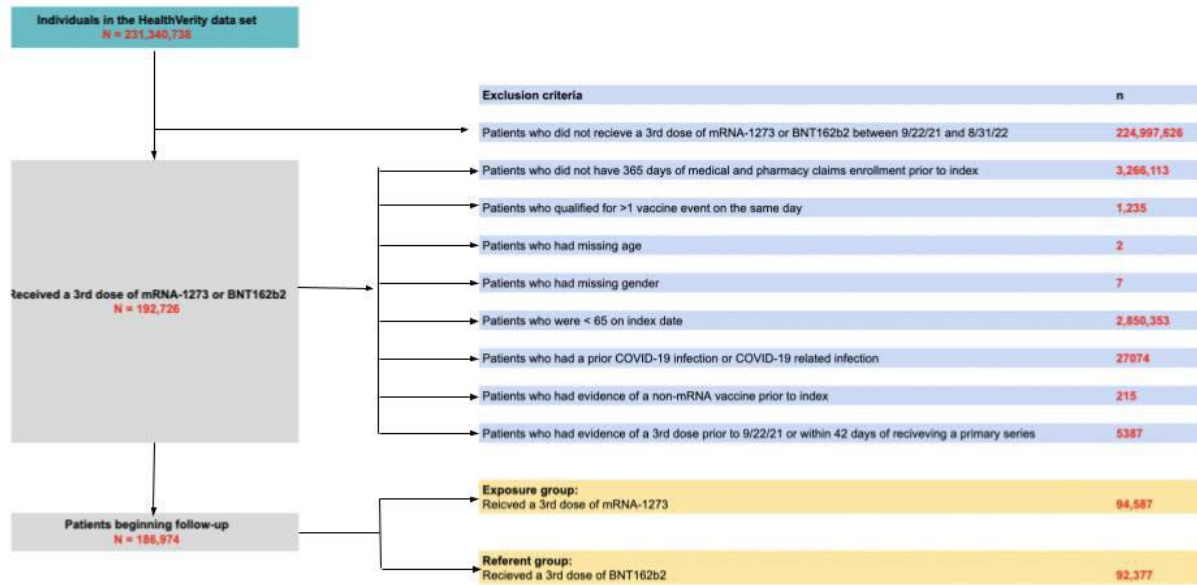 Individuals in the HealthVerity data set
N = 231,340,738
Exclusion criteria n
Patients who did not recieve a 3rd dose of mRNA-1273 or BNT162b2 between 9/22/21 and 8/31/22 224,997,626
Patients who did not have 365 days of medical and pharmacy claims enrollment prior to index 3,266,113
Patients who qualified for >1 vaccine event on the same day 1,235
Patients who had missing age 2
Patients who had missing gender 7
Received a 3rd dose of mRNA-1273 or BNT162b2
N = 192,726
Patients who were < 65 on index date 2,850,353
Patients who had a prior COVID-19 infection or COVID-19 related infection 27074
Patients who had evidence of a non-mRNA vaccine prior to index 215
Patients who had evidence of a 3rd dose prior to 9/22/21 or within 42 days of reciveving a primary series 5387
Patients beginning follow-up
N = 186,974
Exposure group:
Reicved a 3rd dose of mRNA-1273 94,587
Referent group:
Recieved a 3rd dose of BNT162b2 92,377